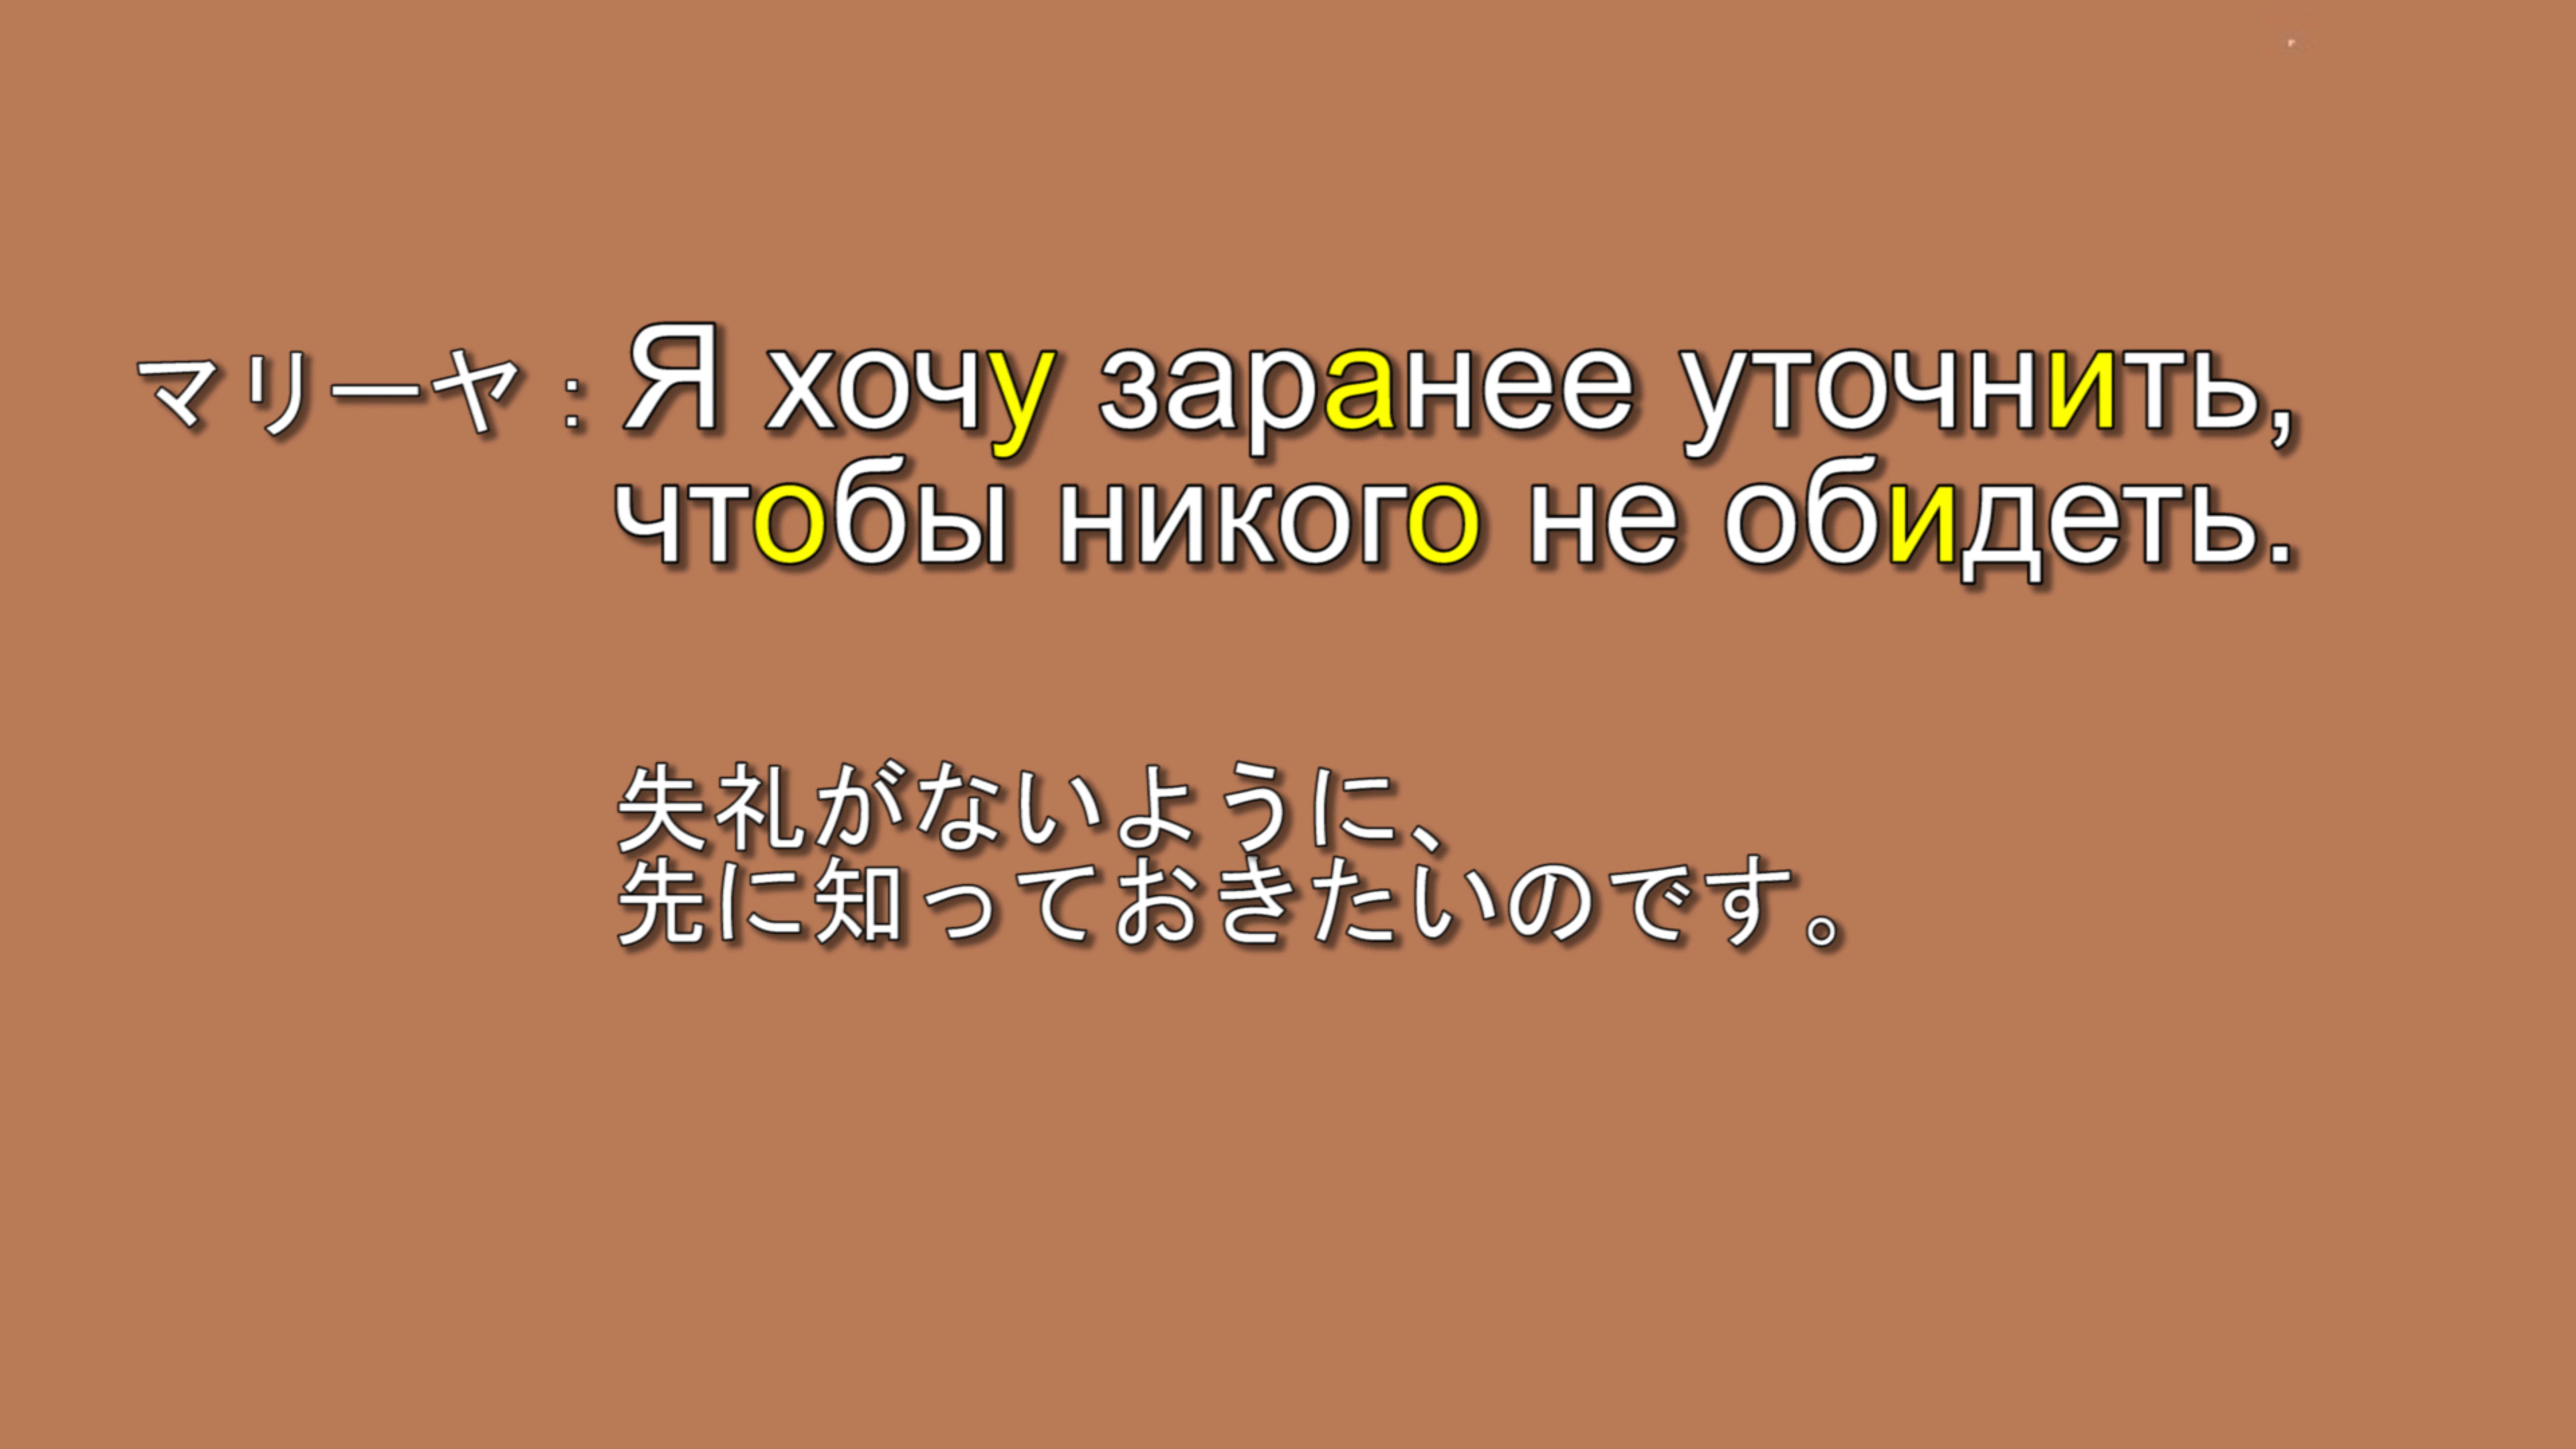 マリーヤ：Я хочу заранее уточнить,
чтобы никого не обидеть.
失礼がないように、
先に知っておきたいのです。